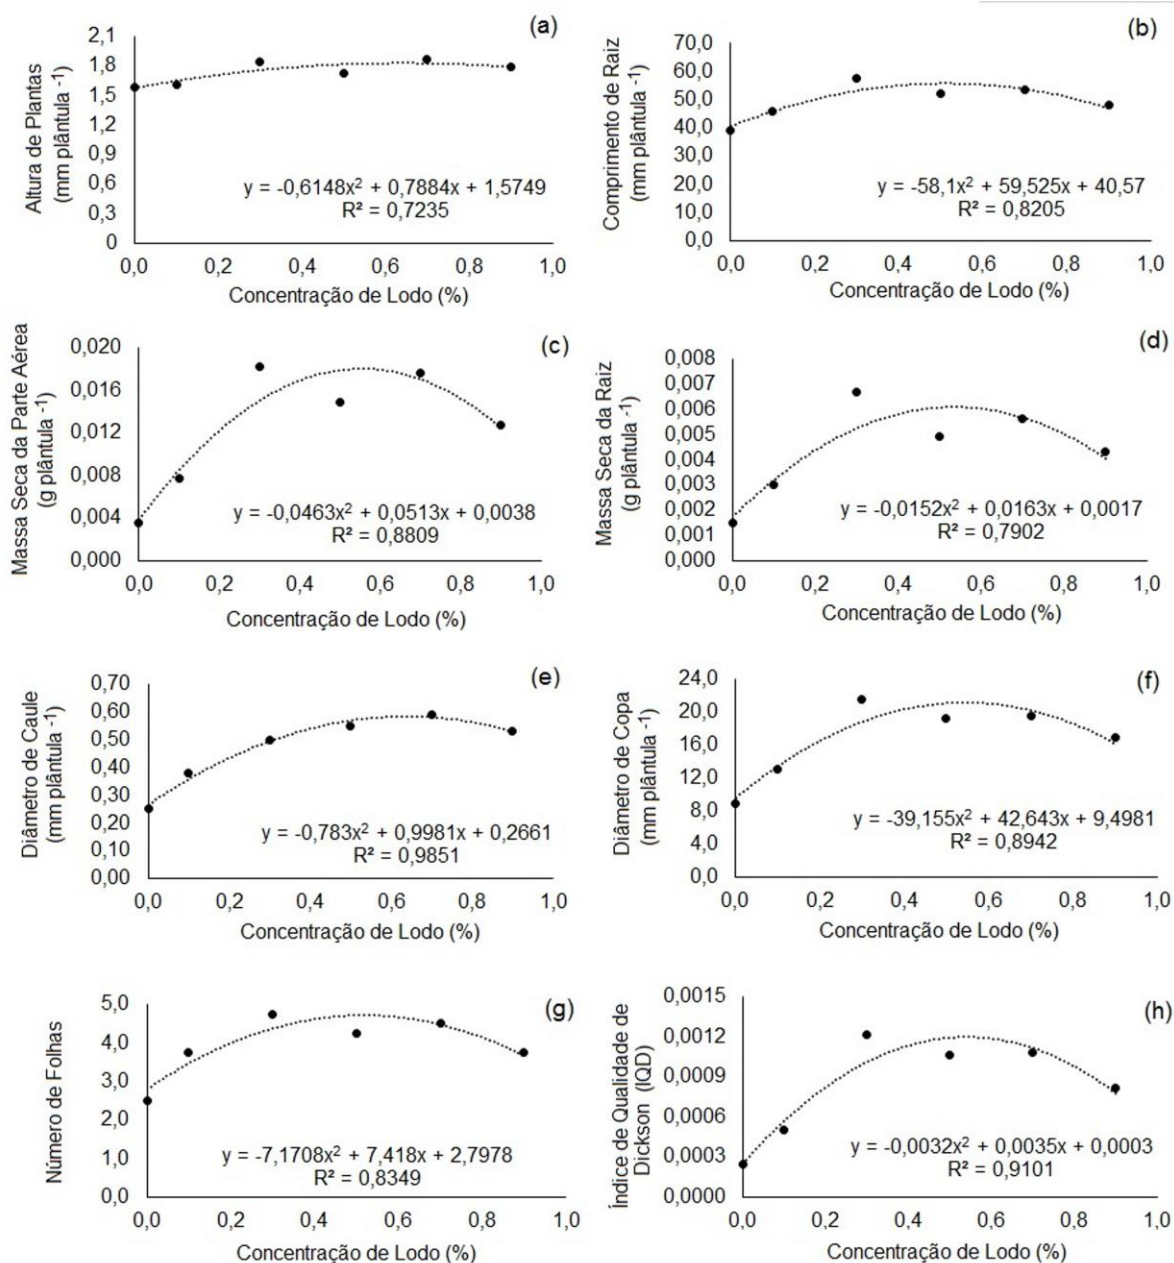 (a)
Altura de Plantas
(mm plântula -1)
2,1
1,8
1,5
1,2
0,9
0,6
0,3
0
y = -0,6148x² + 0,7884x + 1,5749
R² = 0,7235
0,0 0,2 0,4 0,6 0,8 1,0
Concentração de Lodo (%)
(b)
Comprimento de Raiz
(mm plântula -1)
70,0
60,0
50,0
40,0
30,0
20,0
10,0
0,0
y = -58,1x² + 59,525x + 40,57
R² = 0,8205
0,0 0,2 0,4 0,6 0,8 1,0
Concentração de Lodo (%)
(c)
Massa Seca da Parte Aérea
(g plântula -1)
0,020
0,016
0,012
0,008
0,004
0,000
y = -0,0463x² + 0,0513x + 0,0038
R² = 0,8809
0,0 0,2 0,4 0,6 0,8 1,0
Concentração de Lodo (%)
(d)
Massa Seca da Raiz
(g plântula -1)
0,008
0,007
0,006
0,005
0,004
0,003
0,002
0,001
0,000
y = -0,0152x² + 0,0163x + 0,0017
R² = 0,7902
0,0 0,2 0,4 0,6 0,8 1,0
Concentração de Lodo (%)
(e)
Diâmetro de Caule
(mm plântula -1)
0,70
0,60
0,50
0,40
0,30
0,20
0,10
0,00
y = -0,783x² + 0,9981x + 0,2661
R² = 0,9851
0,0 0,2 0,4 0,6 0,8 1,0
Concentração de Lodo (%)
(f)
Diâmetro de Copa
(mm plântula -1)
24,0
20,0
16,0
12,0
8,0
4,0
0,0
y = -39,155x² + 42,643x + 9,4981
R² = 0,8942
0,0 0,2 0,4 0,6 0,8 1,0
Concentração de Lodo (%)
(g)
Número de Folhas
5,0
4,0
3,0
2,0
1,0
0,0
y = -7,1708x² + 7,418x + 2,7978
R² = 0,8349
0,0 0,2 0,4 0,6 0,8 1,0
Concentração de Lodo (%)
(h)
Índice de Qualidade de
Dickson (IQD)
0,0015
0,0012
0,0009
0,0006
0,0003
0,0000
y = -0,0032x² + 0,0035x + 0,0003
R² = 0,9101
0,0 0,2 0,4 0,6 0,8 1,0
Concentração de Lodo (%)